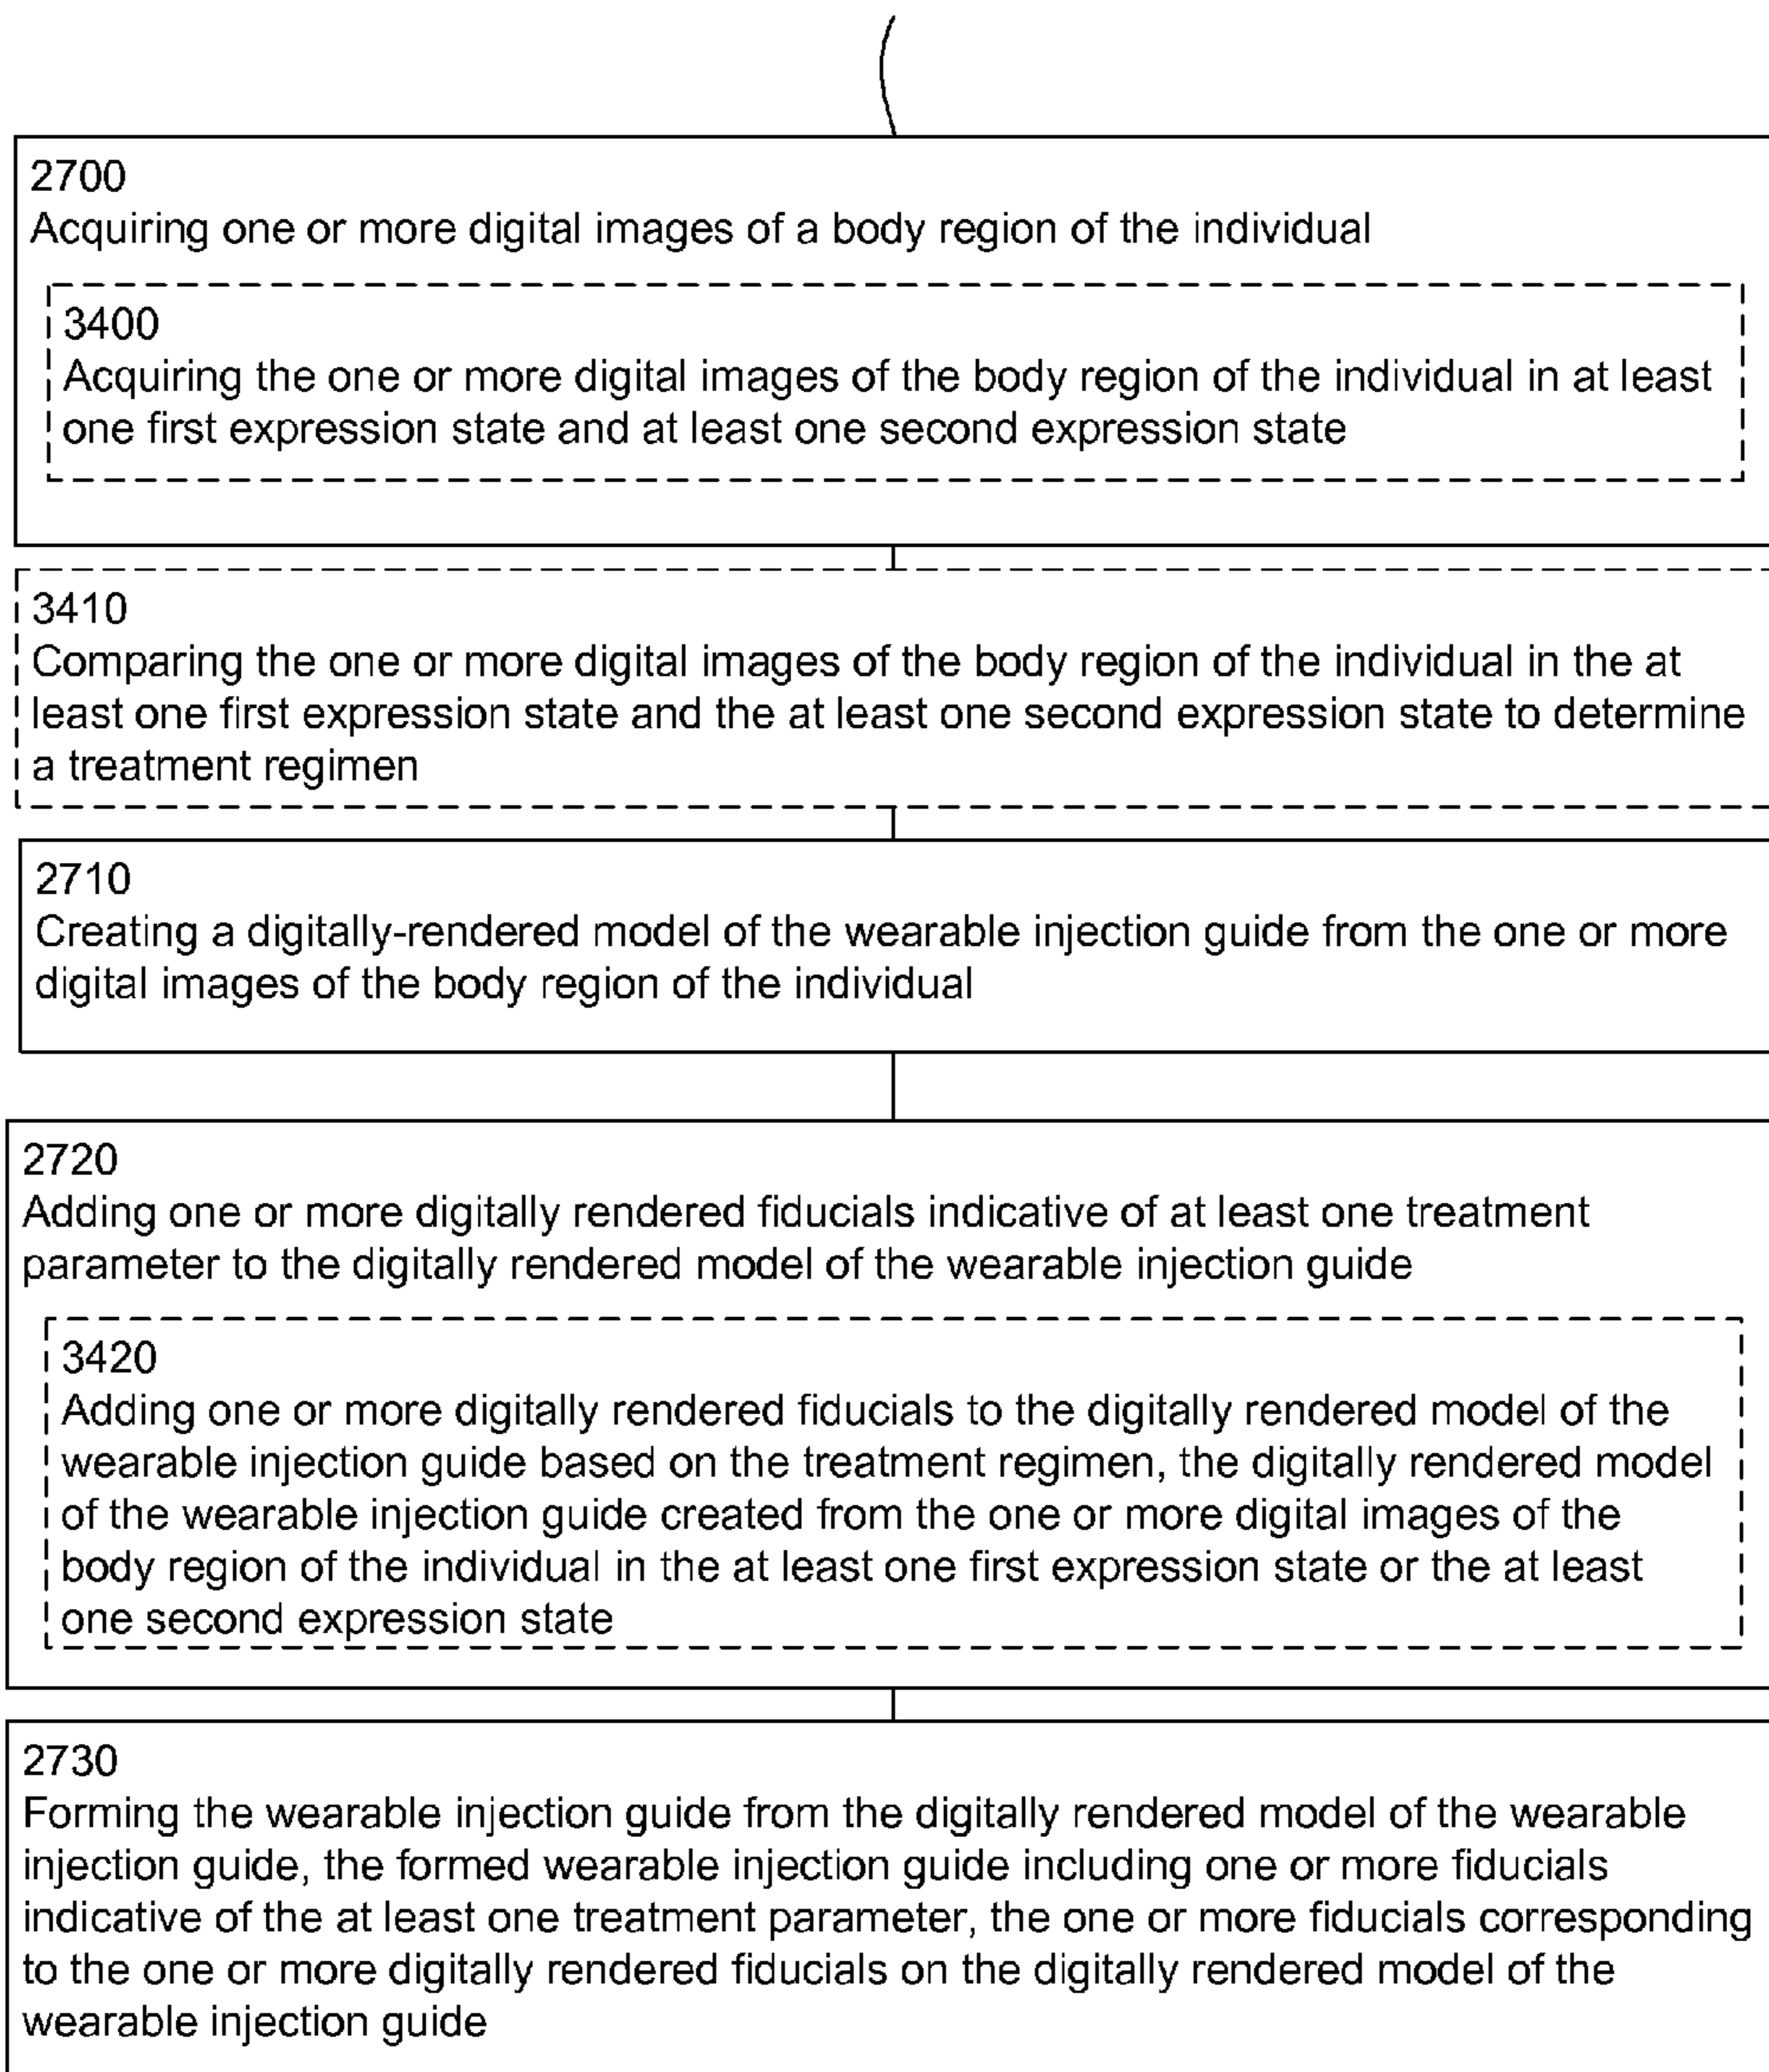 2700
Acquiring one or more digital images of a body region of the individual
3400
Acquiring the one or more digital images of the body region of the individual in at least
one first expression state and at least one second expression state
3410
Comparing the one or more digital images of the body region of the individual in the at
least one first expression state and the at least one second expression state to determine
a treatment regimen
2710
Creating a digitally-rendered model of the wearable injection guide from the one or more
digital images of the body region of the individual
2720
Adding one or more digitally rendered fiducials indicative of at least one treatment
parameter to the digitally rendered model of the wearable injection guide
3420
Adding one or more digitally rendered fiducials to the digitally rendered model of the
wearable injection guide based on the treatment regimen, the digitally rendered model
of the wearable injection guide created from the one or more digital images of the
body region of the individual in the at least one first expression state or the at least
one second expression state
2730
Forming the wearable injection guide from the digitally rendered model of the wearable
injection guide, the formed wearable injection guide including one or more fiducials
indicative of the at least one treatment parameter, the one or more fiducials corresponding
to the one or more digitally rendered fiducials on the digitally rendered model of the
wearable injection guide